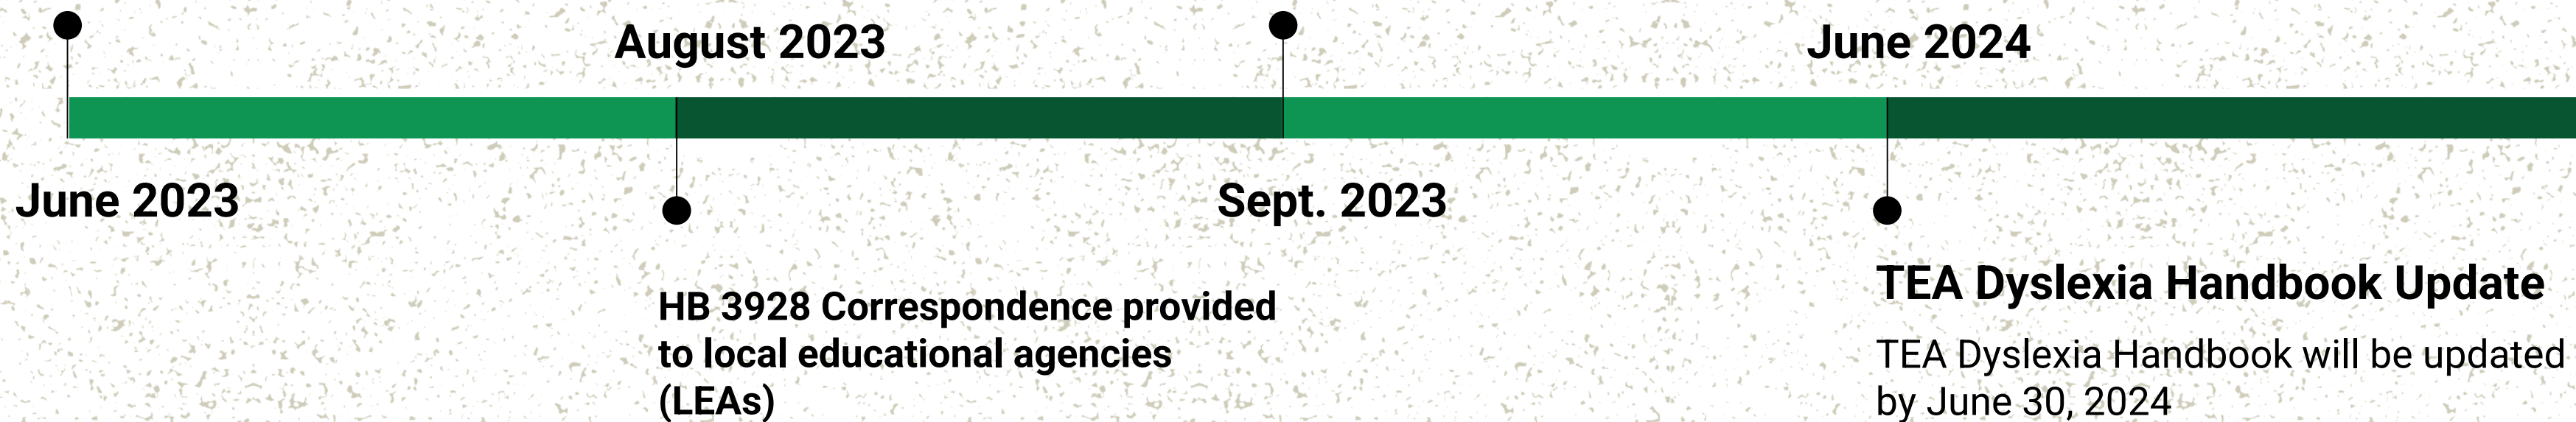 August 2023
June 2024
June 2023
Sept. 2023
HB 3928 Correspondence provided
to local educational agencies
(LEAs)
TEA Dyslexia Handbook Update
TEA Dyslexia Handbook will be updated
by June 30, 2024